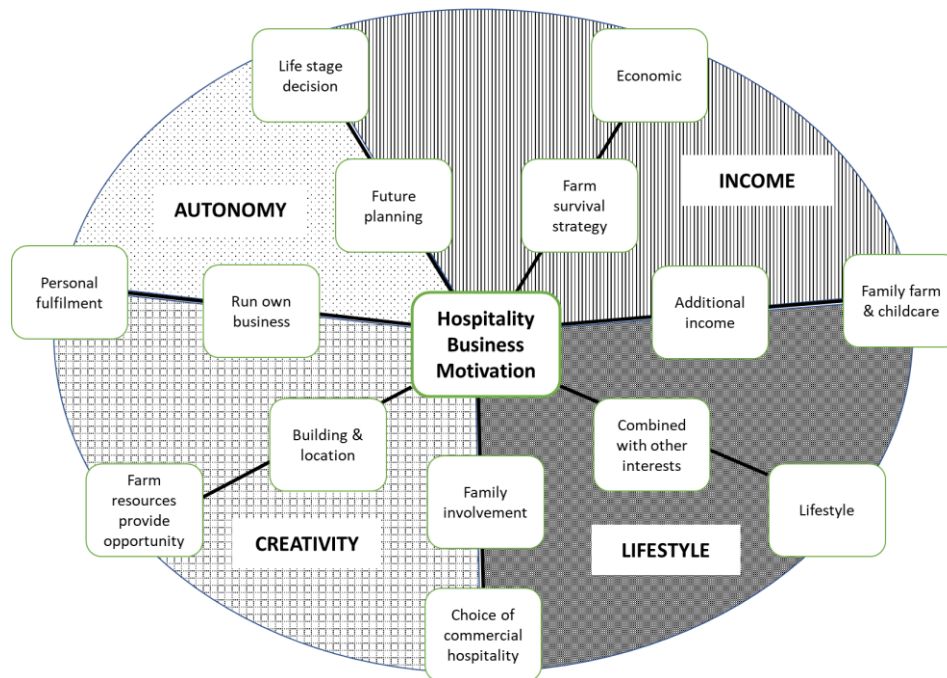 Life stage
decision
Economic
Future
planning
Farm
survival
strategy
INCOME
AUTONOMY
Personal
fulfilment
Run own
business
Hospitality
Business
Motivation
Additional
income
Family farm
& childcare
Building &
location
Combined
with other
interests
Farm
resources
provide
opportunity
Family
involvement
Lifestyle
CREATIVITY
LIFESTYLE
Choice of
commercial
hospitality